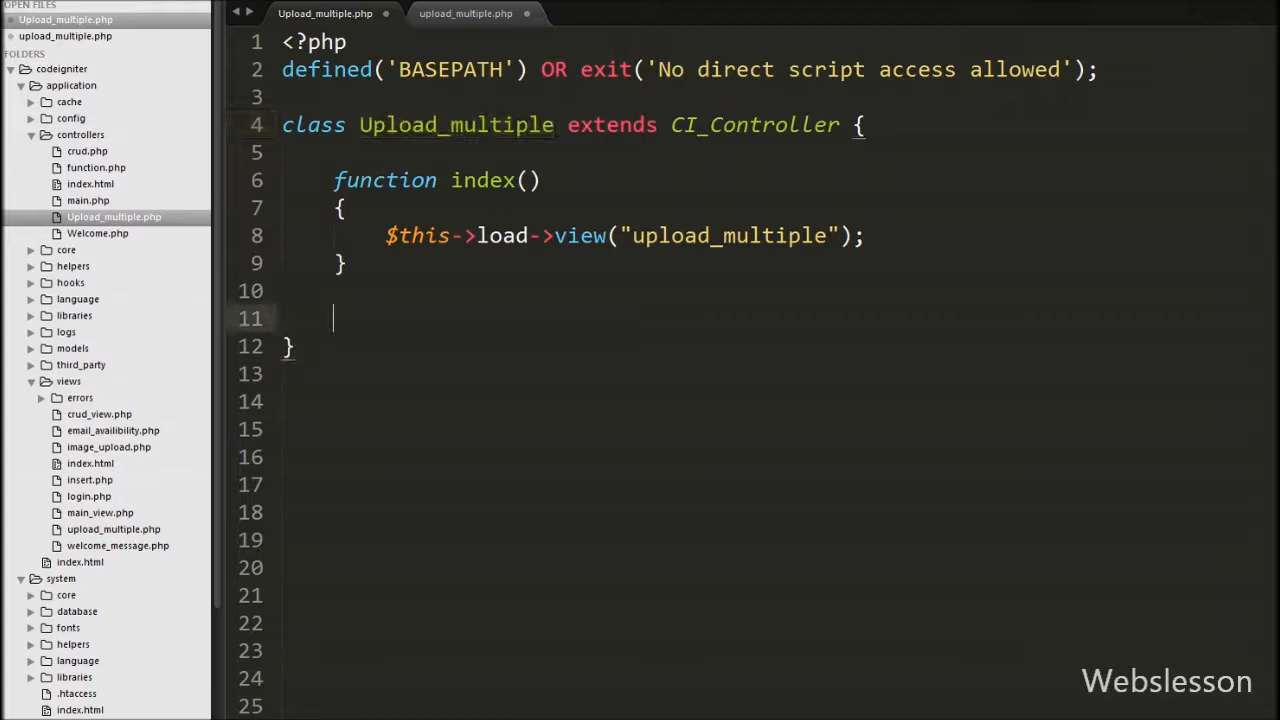 OPEN FILES
Upload_multiple.php
upload_multiple.php
FOLDERS
codeigniter
application
cache
config
controllers
crud.php
function.php
index.html
main.php
Upload_multiple.php
Welcome.php
core
helpers
hooks
language
libraries
logs
models
third_party
views
errors
crud_view.php
email_availibility.php
image_upload.php
index.html
insert.php
login.php
main_view.php
upload_multiple.php
welcome_message.php
index.html
system
core
database
fonts
helpers
language
libraries
.htaccess
index.html
Upload_multiple.php
upload_multiple.php
1 <?php
2 defined('BASEPATH') OR exit('No direct script access allowed');
3
4 class Upload_multiple extends CI_Controller {
5
6 function index()
7 {
8 $this->load->view("upload_multiple");
9 }
10
11
12 }
13
14
15
16
17
18
19
20
21
22
23
24
25
Webslesson